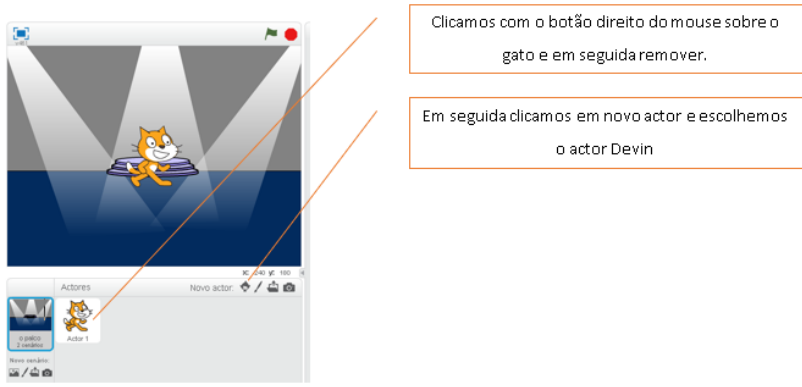 Clicamos com o botão direito do mouse sobre o
gato e em seguida remover.
Em seguida clicamos em novo actor e escolhemos
o actor Devin
x: 240 y: 180
Actores
Novo actor:
Actor 1
o palco
2 cenários
Novo cenário: